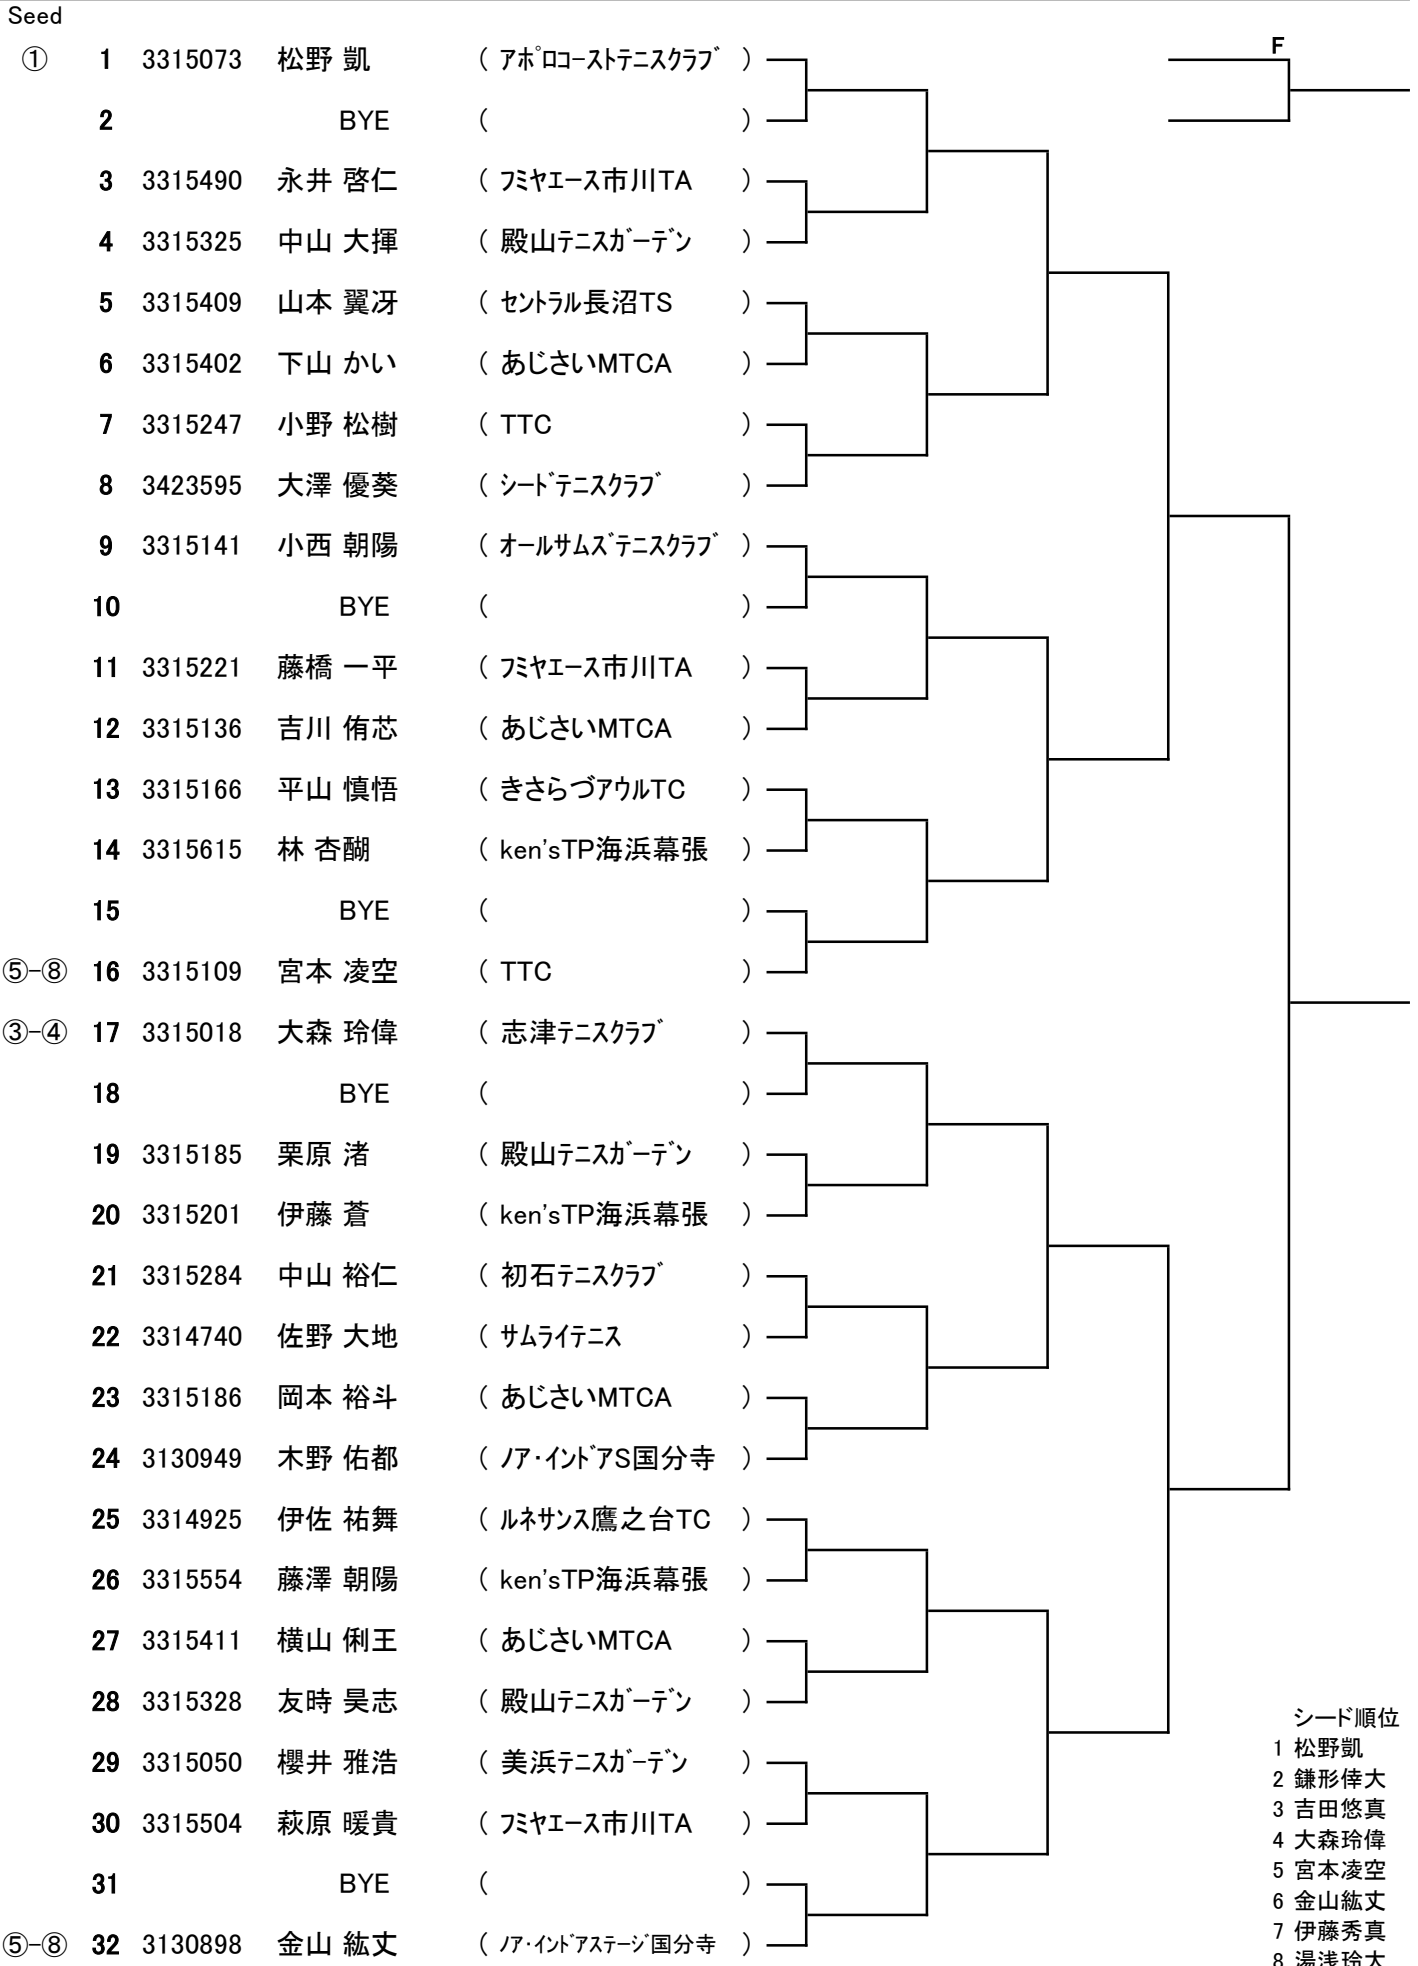 Seed
F
① 1 3315073 松野 凱 ( ｱﾎﾟﾛｺｰｽﾄﾃﾆｽｸﾗﾌﾞ )
2 BYE ( )
3 3315490 永井 啓仁 ( ﾌﾐﾔｴｰｽ市川TA )
4 3315325 中山 大揮 ( 殿山ﾃﾆｽｶﾞｰﾃﾞﾝ )
5 3315409 山本 翼冴 ( ｾﾝﾄﾗﾙ長沼TS )
6 3315402 下山 かい ( あじさいMTCA )
7 3315247 小野 松樹 ( TTC )
8 3423595 大澤 優葵 ( ｼｰﾄﾞﾃﾆｽｸﾗﾌﾞ )
9 3315141 小西 朝陽 ( ｵｰﾙｻﾑｽﾞﾃﾆｽｸﾗﾌﾞ )
10 BYE ( )
11 3315221 藤橋 一平 ( ﾌﾐﾔｴｰｽ市川TA )
12 3315136 吉川 侑芯 ( あじさいMTCA )
13 3315166 平山 慎悟 ( きさらづｱｳﾙTC )
14 3315615 林 杏醐 ( ken'sTP海浜幕張 )
15 BYE ( )
⑤-⑧ 16 3315109 宮本 凌空 ( TTC )
③-④ 17 3315018 大森 玲偉 ( 志津ﾃﾆｽｸﾗﾌﾞ )
18 BYE ( )
19 3315185 栗原 渚 ( 殿山ﾃﾆｽｶﾞｰﾃﾞﾝ )
20 3315201 伊藤 蒼 ( ken'sTP海浜幕張 )
21 3315284 中山 裕仁 ( 初石ﾃﾆｽｸﾗﾌﾞ )
22 3314740 佐野 大地 ( ｻﾑﾗｲﾃﾆｽ )
23 3315186 岡本 裕斗 ( あじさいMTCA )
24 3130949 木野 佑都 ( ﾉｱ･ｲﾝﾄﾞｱS国分寺 )
25 3314925 伊佐 祐舞 ( ﾙﾈｻﾝｽ鷹之台TC )
26 3315554 藤澤 朝陽 ( ken'sTP海浜幕張 )
27 3315411 横山 俐王 ( あじさいMTCA )
28 3315328 友時 昊志 ( 殿山ﾃﾆｽｶﾞｰﾃﾞﾝ )
29 3315050 櫻井 雅浩 ( 美浜ﾃﾆｽｶﾞｰﾃﾞﾝ )
30 3315504 萩原 暖貴 ( ﾌﾐﾔｴｰｽ市川TA )
31 BYE ( )
⑤-⑧ 32 3130898 金山 紘丈 ( ﾉｱ･ｲﾝﾄﾞｱｽﾃｰｼﾞ国分寺 )
シード順位
1 松野凱
2 鎌形倖大
3 吉田悠真
4 大森玲偉
5 宮本凌空
6 金山紘丈
7 伊藤秀真
8 湯浅玲大